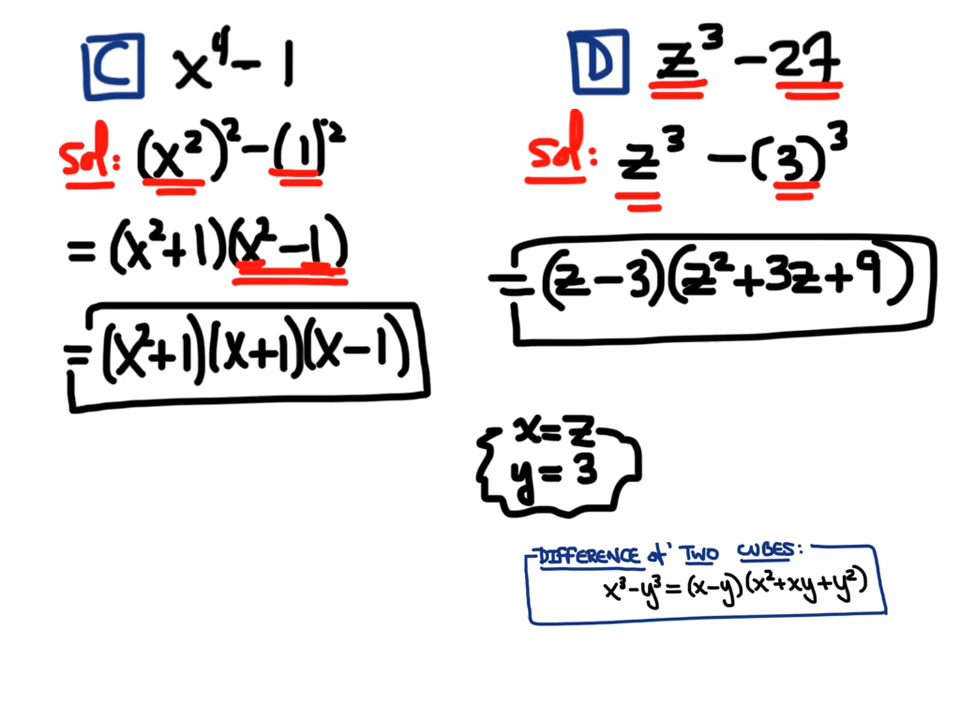 C x⁴ - 1
sol: (x²)² - (1)²
= (x²+1)(x²-1)
= (x²+1)(x+1)(x-1)
D z³ - 27
sol: z³ - (3)³
= (z-3)(z²+3z+9)
x=z
y=3
DIFFERENCE of TWO CUBES:
x³-y³=(x-y)(x²+xy+y²)